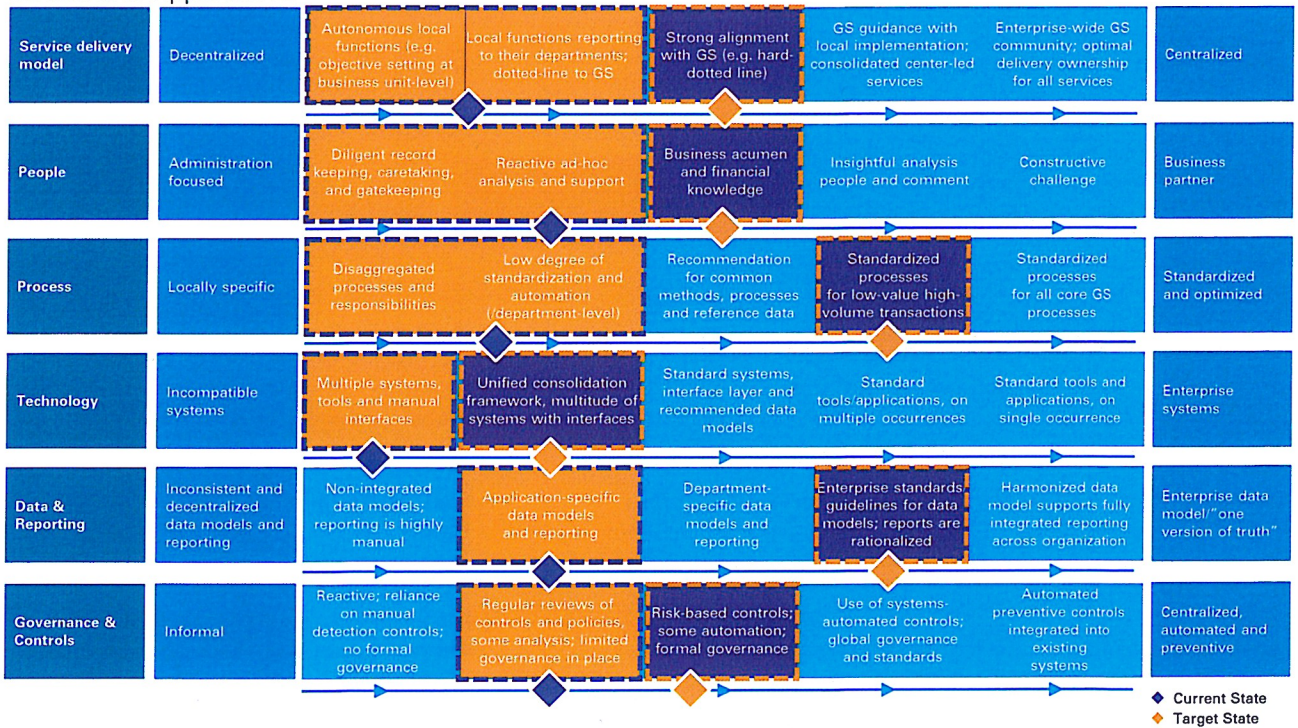 Service delivery
model
Decentralized
Autonomous local
functions (e.g.
objective setting at
business unit-level)
Local functions reporting
to their departments;
dotted-line to GS
Strong alignment
with GS (e.g. hard-
dotted line)
GS guidance with
local implementation;
consolidated center-led
services
Enterprise-wide GS
community; optimal
delivery ownership
for all services
Centralized
People
Administration
focused
Diligent record
keeping, caretaking,
and gatekeeping
Reactive ad-hoc
analysis and support
Business acumen
and financial
knowledge
Insightful analysis
people and comment
Constructive
challenge
Business
partner
Process
Locally specific
Disaggregated
processes and
responsibilities
Low degree of
standardization and
automation
(/department-level)
Recommendation
for common
methods, processes
and reference data
Standardized
processes
for low-value high-
volume transactions
Standardized
processes
for all core GS
processes
Standardized
and optimized
Technology
Incompatible
systems
Multiple systems,
tools and manual
interfaces
Unified consolidation
framework, multitude of
systems with interfaces
Standard systems,
interface layer and
recommended data
models
Standard
tools/applications, on
multiple occurrences
Standard tools and
applications, on
single occurrence
Enterprise
systems
Data &
Reporting
Inconsistent and
decentralized
data models and
reporting
Non-integrated
data models;
reporting is highly
manual
Application-specific
data models
and reporting
Department-
specific data
models and
reporting
Enterprise standards
guidelines for data
models; reports are
rationalized
Harmonized data
model supports fully
integrated reporting
across organization
Enterprise data
model/"one
version of truth"
Governance &
Controls
Informal
Reactive; reliance
on manual
detection controls;
no formal
governance
Regular reviews of
controls and policies,
some analysis; limited
governance in place
Risk-based controls;
some automation;
formal governance
Use of systems-
automated controls;
global governance
and standards
Automated
preventive controls
integrated into
existing
systems
Centralized,
automated and
preventive
Current State
Target State